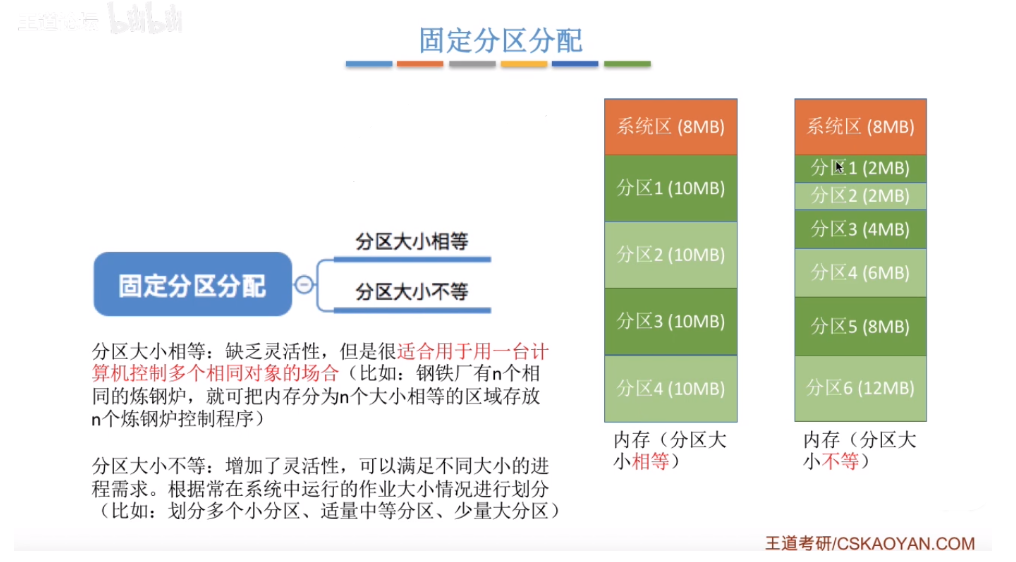 bilibili
固定分区分配
固定分区分配
分区大小相等
分区大小不等
分区大小相等：缺乏灵活性，但是很适合用于用一台计
算机控制多个相同对象的场合（比如：钢铁厂有n个相
同的炼钢炉，就可把内存分为n个大小相等的区域存放
n个炼钢炉控制程序）
分区大小不等：增加了灵活性，可以满足不同大小的进
程需求。根据常在系统中运行的作业大小情况进行划分
（比如：划分多个小分区、适量中等分区、少量大分区）
系统区 (8MB)
分区1 (10MB)
分区2 (10MB)
分区3 (10MB)
分区4 (10MB)
内存（分区大
小相等）
系统区 (8MB)
分区1 (2MB)
分区2 (2MB)
分区3 (4MB)
分区4 (6MB)
分区5 (8MB)
分区6 (12MB)
内存（分区大
小不等）
王道考研/CSKAOYAN.COM